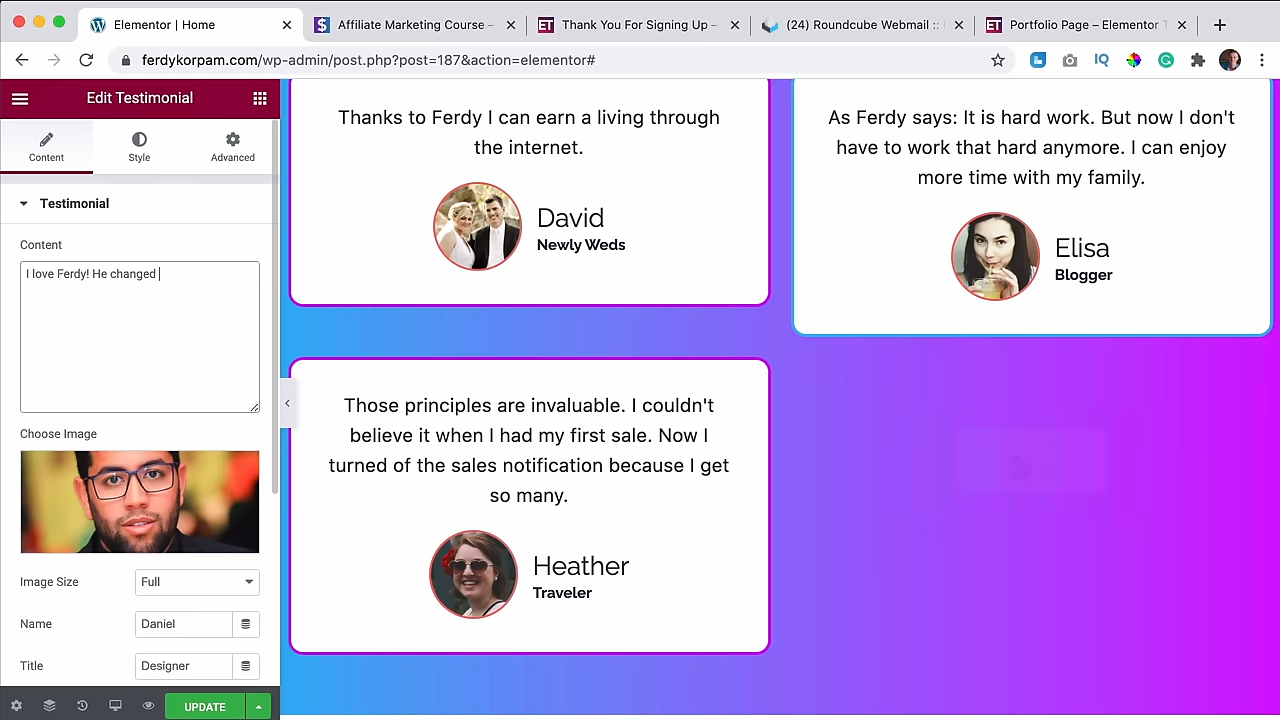 Elementor | Home
Affiliate Marketing Course –
ET
Thank You For Signing Up –
(24) Roundcube Webmail ::
ET
Portfolio Page – Elementor T
ferdykorpam.com/wp-admin/post.php?post=187&action=elementor#
IQ
Edit Testimonial
Content
Style
Advanced
Testimonial
Content
I love Ferdy! He changed
Choose Image
Image Size
Full
Name
Daniel
Title
Designer
UPDATE
Thanks to Ferdy I can earn a living through
the internet.
David
Newly Weds
As Ferdy says: It is hard work. But now I don't
have to work that hard anymore. I can enjoy
more time with my family.
Elisa
Blogger
Those principles are invaluable. I couldn't
believe it when I had my first sale. Now I
turned of the sales notification because I get
so many.
Heather
Traveler